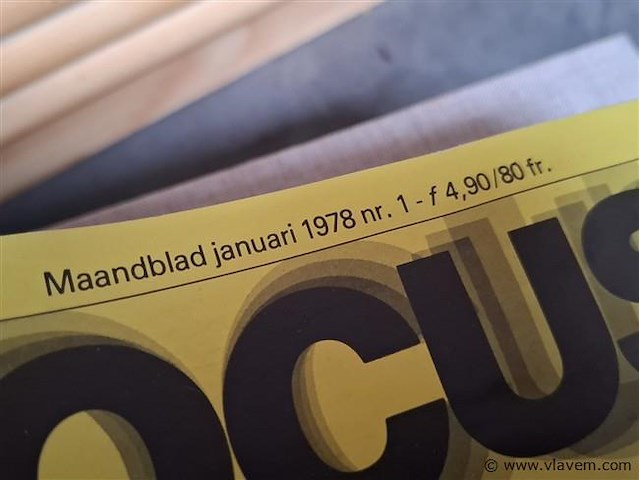 Maandblad januari 1978 nr. 1 - f 4,90/80 fr.
OCUS
© www.vlavem.com